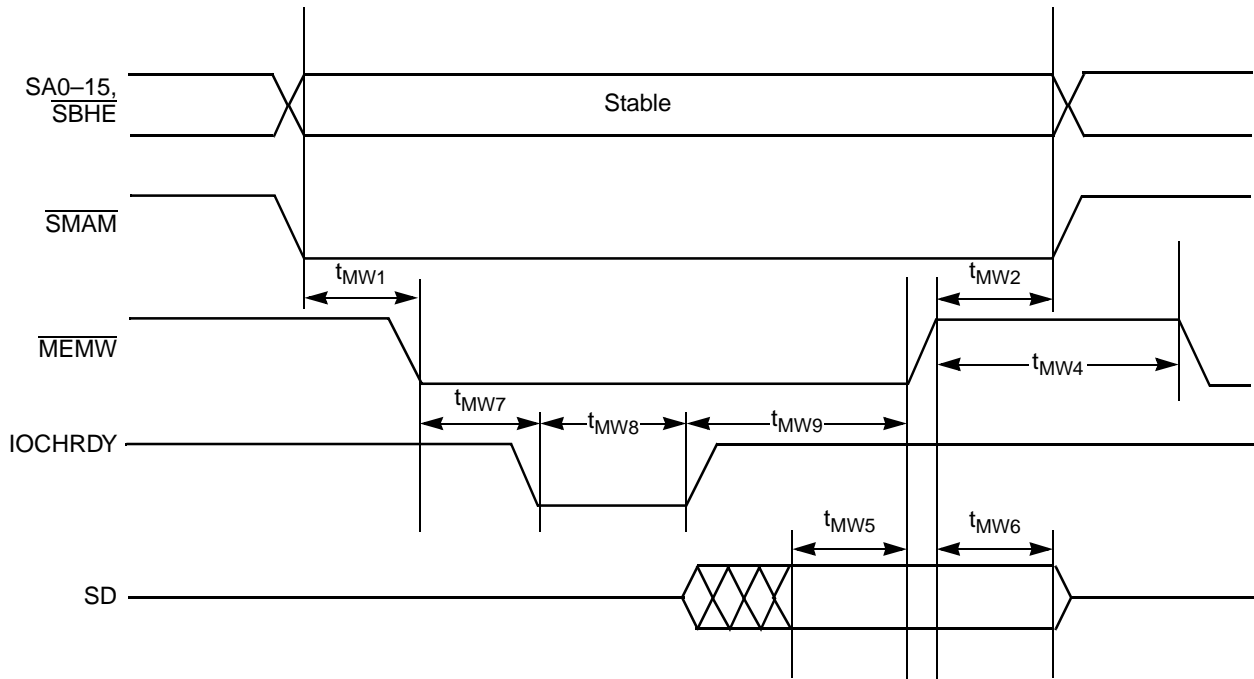 SA0–15,
SBHE
Stable
SMAM
tMW1
tMW2
MEMW
tMW4
tMW7
tMW8
tMW9
IOCHRDY
tMW5
tMW6
SD